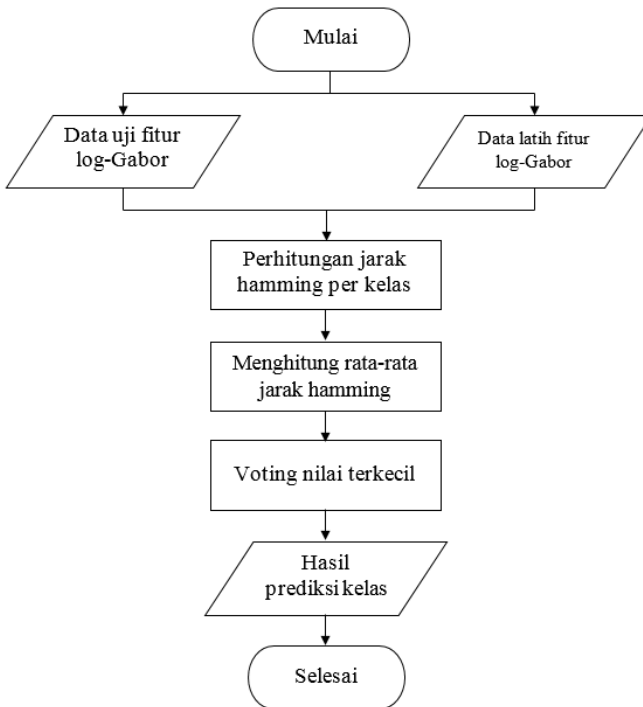 Mulai
Data uji fitur
log-Gabor
Data latih fitur
log-Gabor
Perhitungan jarak
hamming per kelas
Menghitung rata-rata
jarak hamming
Voting nilai terkecil
Hasil
prediksi kelas
Selesai